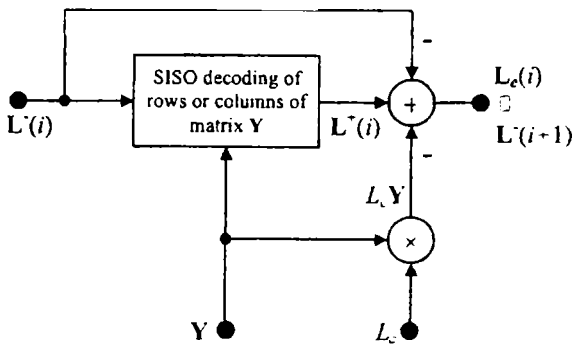 SISO decoding of
rows or columns of
matrix Y
L⁻(i)
L⁺(i)
−
+
−
Lₑ(i)
L⁻(i+1)
L꜀Y
×
Y
L꜀